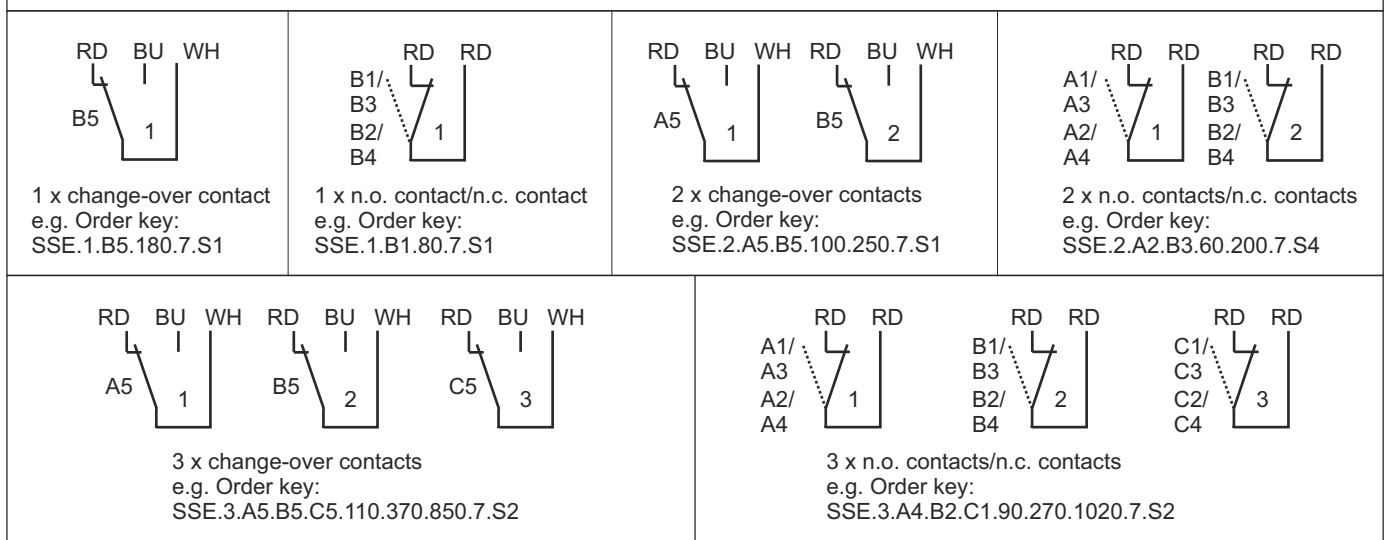 RD BU WH
B5 1
1 x change-over contact
e.g. Order key:
SSE.1.B5.180.7.S1
RD RD
B1/
B3
B2/ 1
B4
1 x n.o. contact/n.c. contact
e.g. Order key:
SSE.1.B1.80.7.S1
RD BU WH RD BU WH
A5 1 B5 2
2 x change-over contacts
e.g. Order key:
SSE.2.A5.B5.100.250.7.S1
RD RD RD RD
A1/ B1/
A3 B3
A2/ 1 B2/ 2
A4 B4
2 x n.o. contacts/n.c. contacts
e.g. Order key:
SSE.2.A2.B3.60.200.7.S4
RD BU WH RD BU WH RD BU WH
A5 1 B5 2 C5 3
3 x change-over contacts
e.g. Order key:
SSE.3.A5.B5.C5.110.370.850.7.S2
RD RD RD RD RD RD
A1/ B1/ C1/
A3 B3 C3
A2/ 1 B2/ 2 C2/ 3
A4 B4 C4
3 x n.o. contacts/n.c. contacts
e.g. Order key:
SSE.3.A4.B2.C1.90.270.1020.7.S2